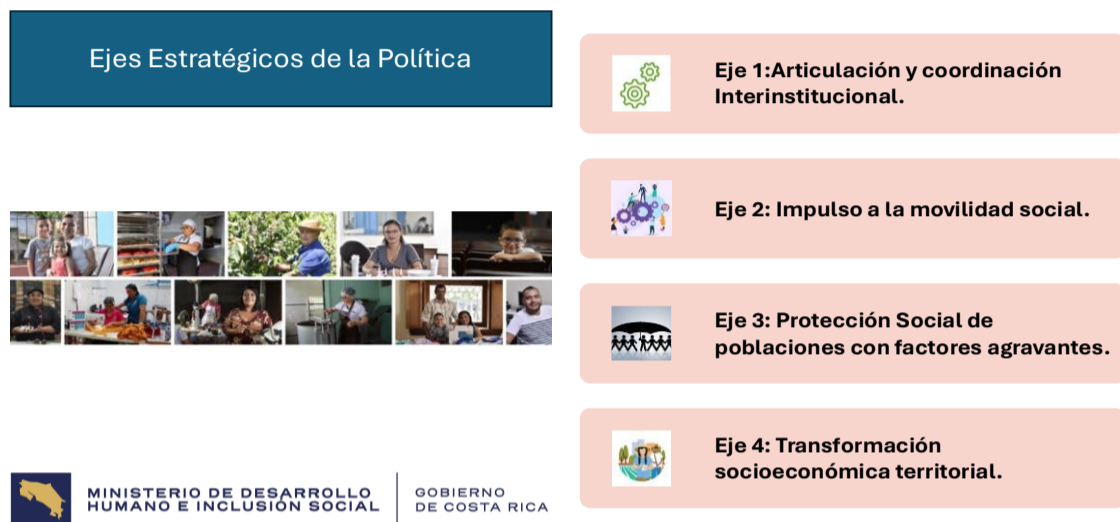 Ejes Estratégicos de la Política
Eje 1:Articulación y coordinación
Interinstitucional.
Eje 2: Impulso a la movilidad social.
Eje 3: Protección Social de
poblaciones con factores agravantes.
Eje 4: Transformación
socioeconómica territorial.
MINISTERIO DE DESARROLLO
HUMANO E INCLUSIÓN SOCIAL
GOBIERNO
DE COSTA RICA